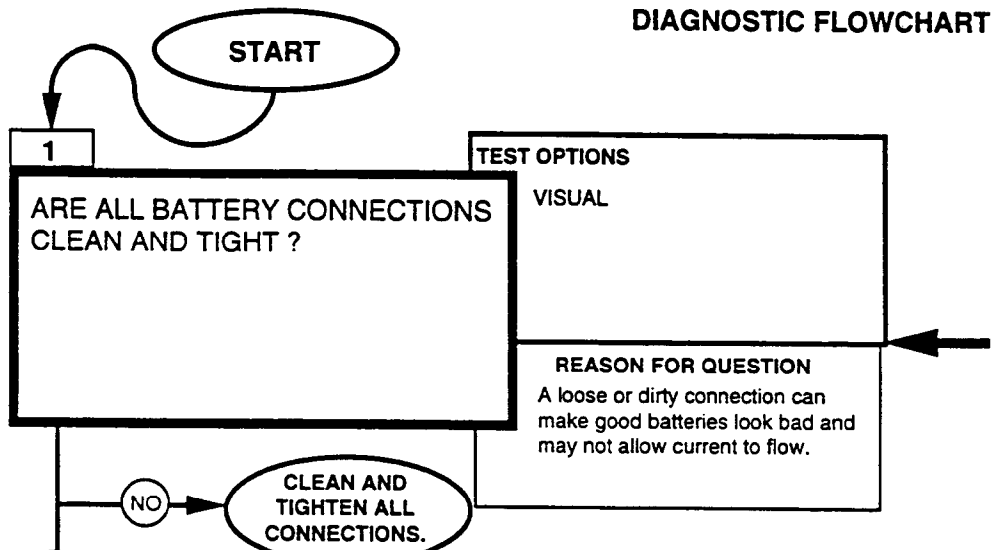 DIAGNOSTIC FLOWCHART
START
1
ARE ALL BATTERY CONNECTIONS
CLEAN AND TIGHT ?
TEST OPTIONS
VISUAL
REASON FOR QUESTION
A loose or dirty connection can
make good batteries look bad and
may not allow current to flow.
NO
CLEAN AND
TIGHTEN ALL
CONNECTIONS.